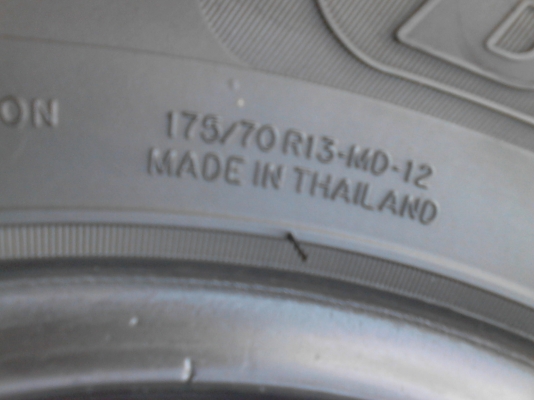 ON
175/70 R13-MD-12
MADE IN THAILAND